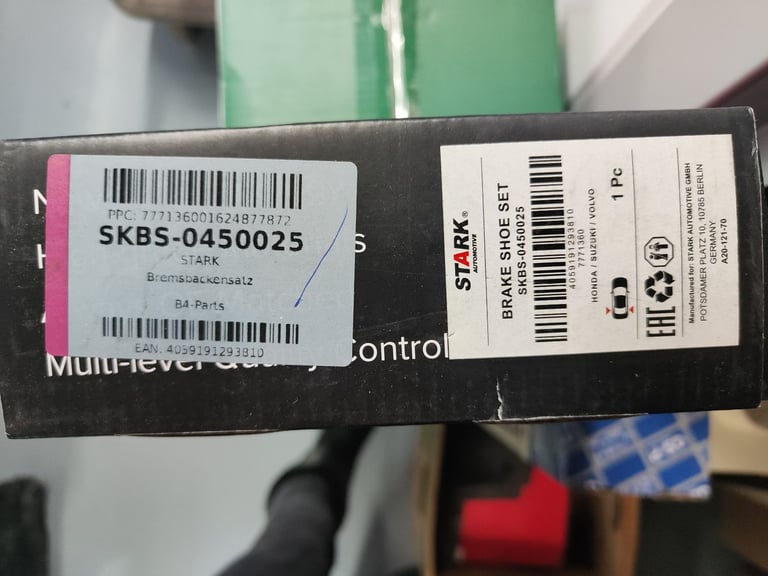 PPC: 777136001624877872
SKBS-0450025
STARK
Bremsbackensatz
B4-Parts
EAN: 4059191293810
Multi-level
Control
STARK®
AUTOMOTIVE
BRAKE SHOE SET
SKBS-0450025
4059191293810
7771360
HONDA / SUZUKI / VOLVO
1 Pc
EAC
Manufactured for: STARK AUTOMOTIVE GMBH
POTSDAMER PLATZ 10, 10785 BERLIN
GERMANY
A20-121-70